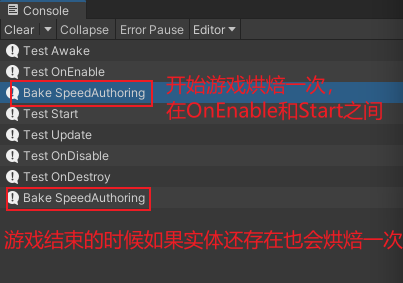 Console
Clear Collapse Error Pause Editor
Test Awake
Test OnEnable
Bake SpeedAuthoring
Test Start
Test Update
Test OnDisable
Test OnDestroy
Bake SpeedAuthoring
开始游戏烘焙一次，
在OnEnable和Start之间
游戏结束的时候如果实体还存在也会烘焙一次